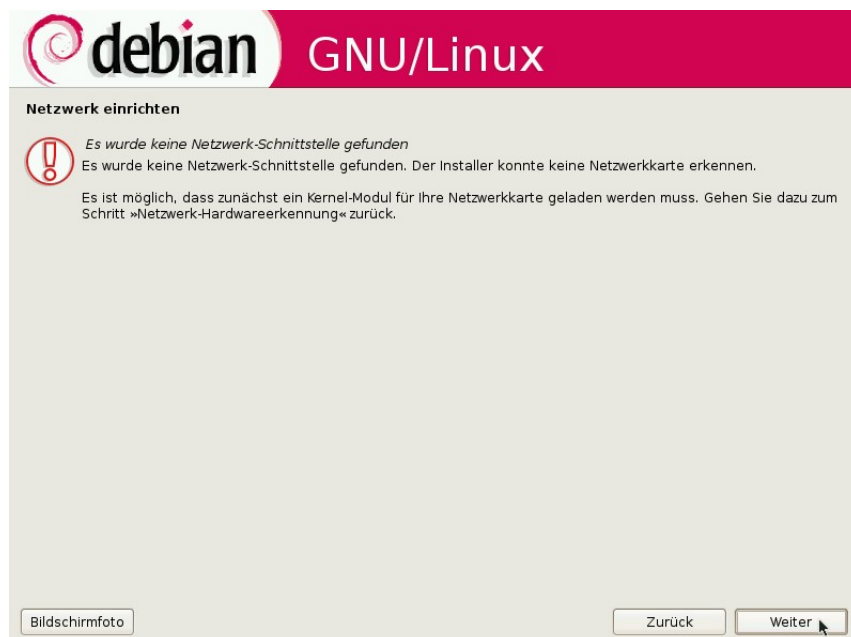 debian GNU/Linux
Netzwerk einrichten
Es wurde keine Netzwerk-Schnittstelle gefunden
Es wurde keine Netzwerk-Schnittstelle gefunden. Der Installer konnte keine Netzwerkkarte erkennen.
Es ist möglich, dass zunächst ein Kernel-Modul für Ihre Netzwerkkarte geladen werden muss. Gehen Sie dazu zum
Schritt »Netzwerk-Hardwareerkennung« zurück.
Bildschirmfoto Zurück Weiter